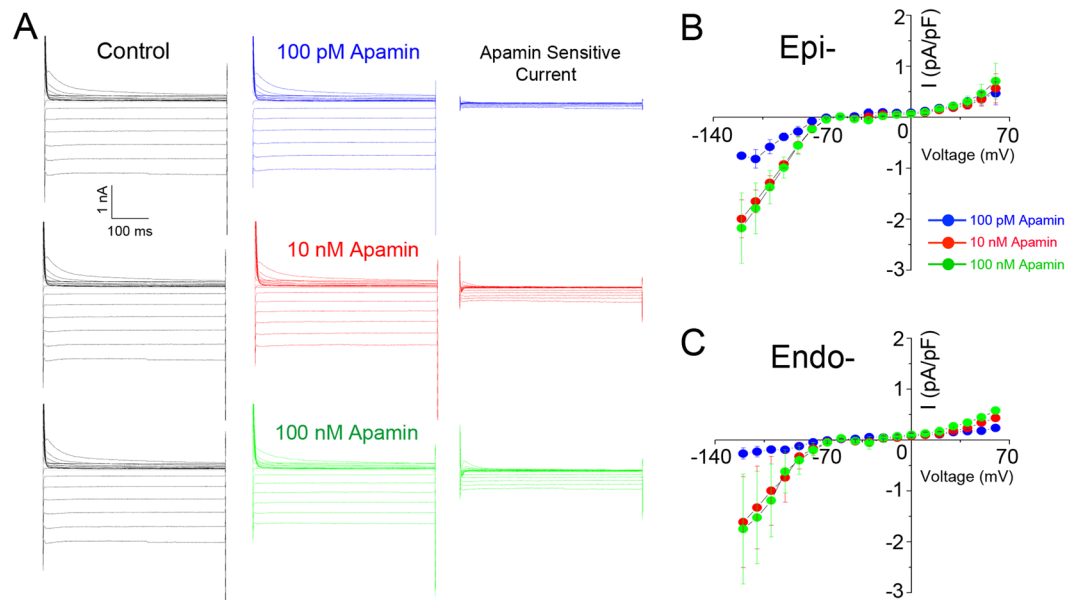 A
Control
100 pM Apamin
Apamin Sensitive
Current
1 nA
100 ms
10 nM Apamin
100 nM Apamin
B
Epi-
I (pA/pF)
2
1
0
-140
-70
0
70
Voltage (mV)
-1
-2
-3
100 pM Apamin
10 nM Apamin
100 nM Apamin
C
Endo-
I (pA/pF)
2
1
0
-140
-70
0
70
Voltage (mV)
-1
-2
-3